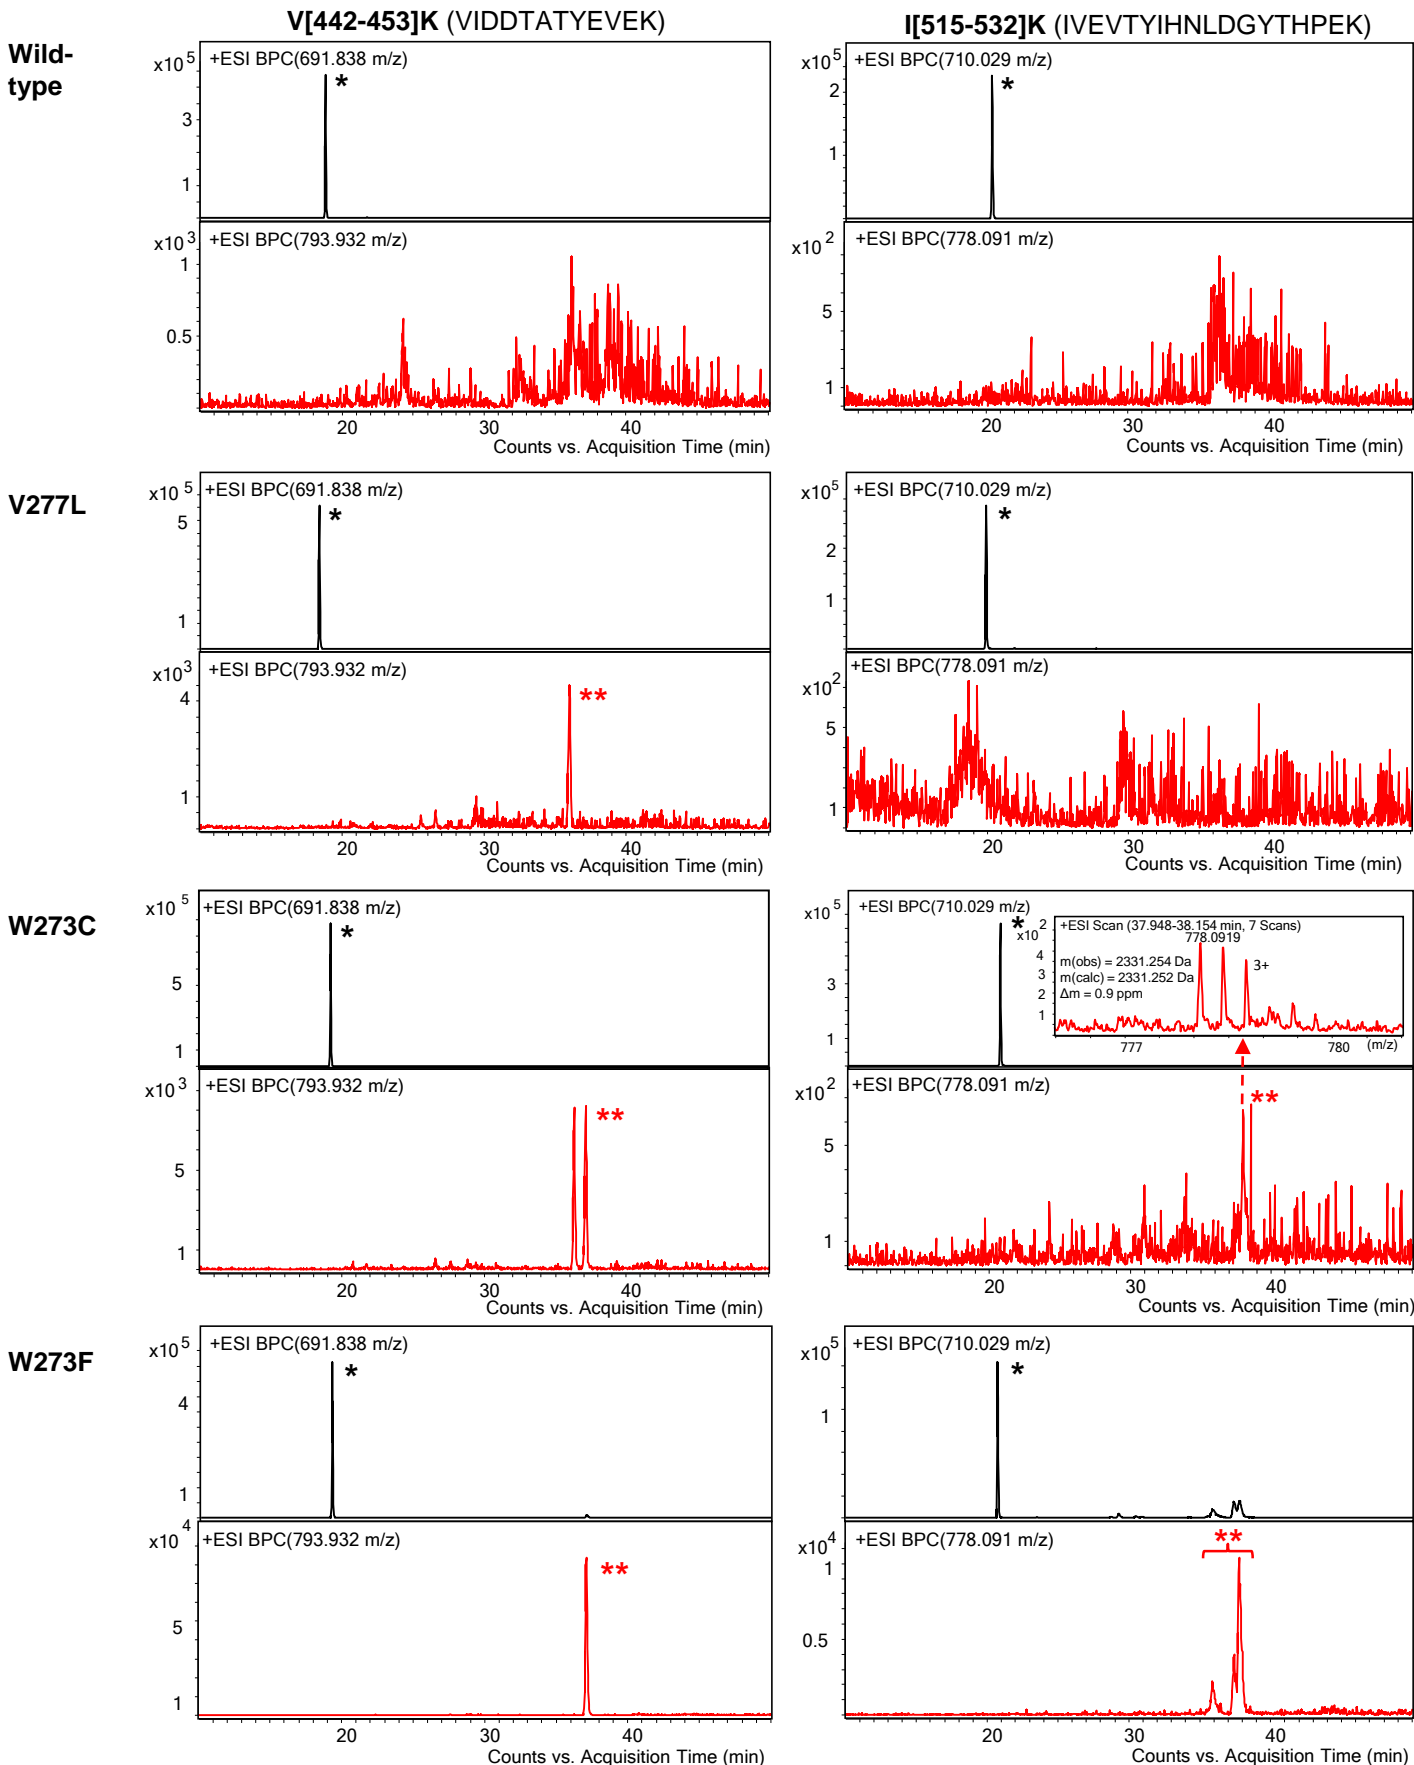 V[442-453]K (VIDDTATYEVEK)
I[515-532]K (IVEVTYIHNLDGYTHPEK)
Wild-
type
x10 5
+ESI BPC(691.838 m/z)
*
3
1
x10 5
+ESI BPC(710.029 m/z)
*
2
1
x10 3
+ESI BPC(793.932 m/z)
1
0.5
20 30 40
Counts vs. Acquisition Time (min)
x10 2
+ESI BPC(778.091 m/z)
5
1
20 30 40
Counts vs. Acquisition Time (min)
V277L
x10 5
+ESI BPC(691.838 m/z)
*
5
1
x10 5
+ESI BPC(710.029 m/z)
*
2
1
x10 3
+ESI BPC(793.932 m/z)
**
4
1
20 30 40
Counts vs. Acquisition Time (min)
x10 2
+ESI BPC(778.091 m/z)
5
1
20 30 40
Counts vs. Acquisition Time (min)
W273C
x10 5
+ESI BPC(691.838 m/z)
*
5
1
x10 5
+ESI BPC(710.029 m/z)
*
3
1
x10 2
+ESI Scan (37.948-38.154 min, 7 Scans)
778.0919
m(obs) = 2331.254 Da
m(calc) = 2331.252 Da
Δm = 0.9 ppm
3+
4
3
2
1
777 780 (m/z)
x10 3
+ESI BPC(793.932 m/z)
**
5
1
20 30 40
Counts vs. Acquisition Time (min)
x10 2
+ESI BPC(778.091 m/z)
**
5
1
20 30 40
Counts vs. Acquisition Time (min)
W273F
x10 5
+ESI BPC(691.838 m/z)
*
4
1
x10 5
+ESI BPC(710.029 m/z)
*
1
x10 4
+ESI BPC(793.932 m/z)
**
5
1
20 30 40
Counts vs. Acquisition Time (min)
x10 4
+ESI BPC(778.091 m/z)
**
1
0.5
20 30 40
Counts vs. Acquisition Time (min)